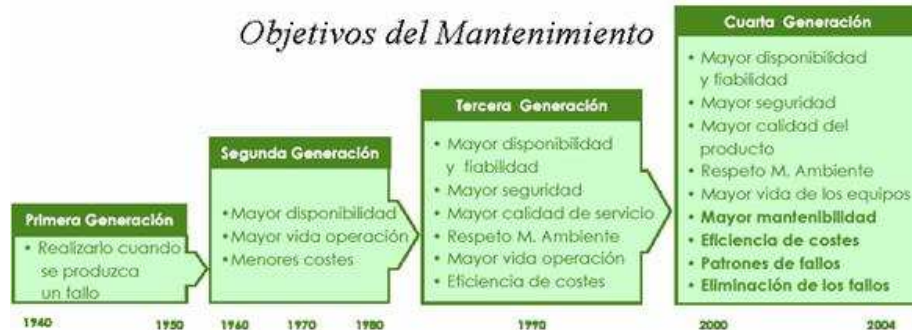 Objetivos del Mantenimiento
Primera Generación
• Realizarlo cuando
se produzca
un fallo
Segunda Generación
•Mayor disponibilidad
•Mayor vida operación
•Menores costes
Tercera Generación
• Mayor disponibilidad
y fiabilidad
• Mayor seguridad
• Mayor calidad de servicio
• Respeto M. Ambiente
• Mayor vida operación
• Eficiencia de costes
Cuarta Generación
• Mayor disponibilidad
y fiabilidad
• Mayor seguridad
• Mayor calidad del
producto
• Respeto M. Ambiente
• Mayor vida de los equipos
• Mayor mantenibilidad
• Eficiencia de costes
• Patrones de fallos
• Eliminación de los fallos
1940 1950 1960 1970 1980 1990 2000 2004